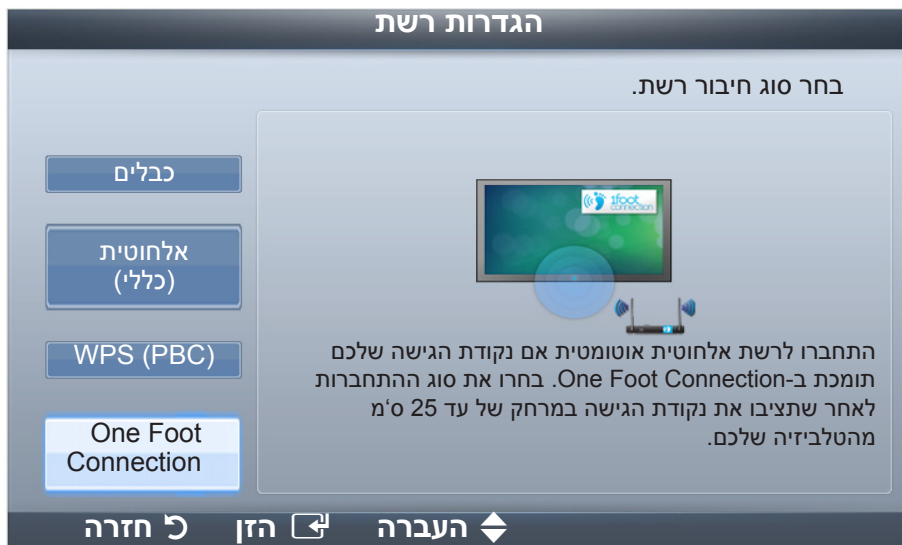 הגדרות רשת
בחר סוג חיבור רשת.
כבלים
אלחוטית
(כללי)
WPS (PBC)
One Foot
Connection
1foot
connection
התחברו לרשת אלחוטית אוטומטית אם נקודת הגישה שלכם
תומכת ב-One Foot Connection. בחרו את סוג ההתחברות
לאחר שתציבו את נקודת הגישה במרחק של עד 25 ס'מ
מהטלביזיה שלכם.
העברה הזן חזרה